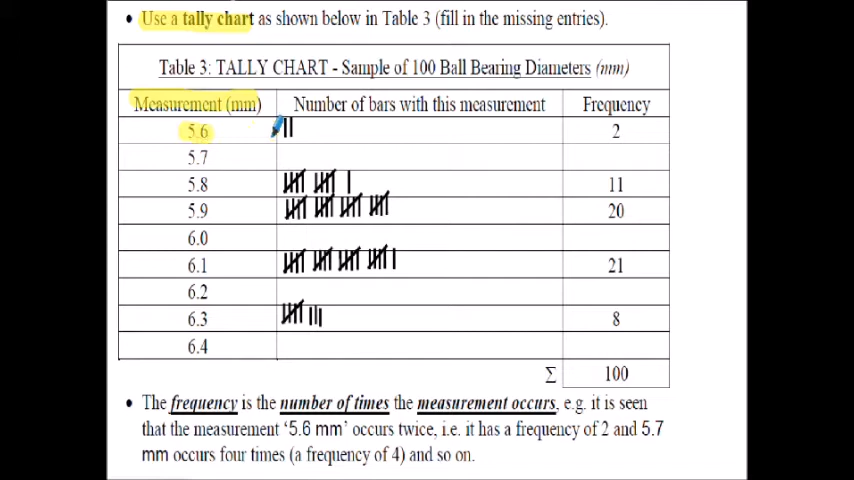 • Use a tally chart as shown below in Table 3 (fill in the missing entries).
Table 3: TALLY CHART - Sample of 100 Ball Bearing Diameters (mm)
Measurement (mm) Number of bars with this measurement Frequency
5.6 2
5.7
5.8 11
5.9 20
6.0
6.1 21
6.2
6.3 8
6.4
Σ 100
• The frequency is the number of times the measurement occurs, e.g. it is seen
that the measurement ‘5.6 mm’ occurs twice, i.e. it has a frequency of 2 and 5.7
mm occurs four times (a frequency of 4) and so on.